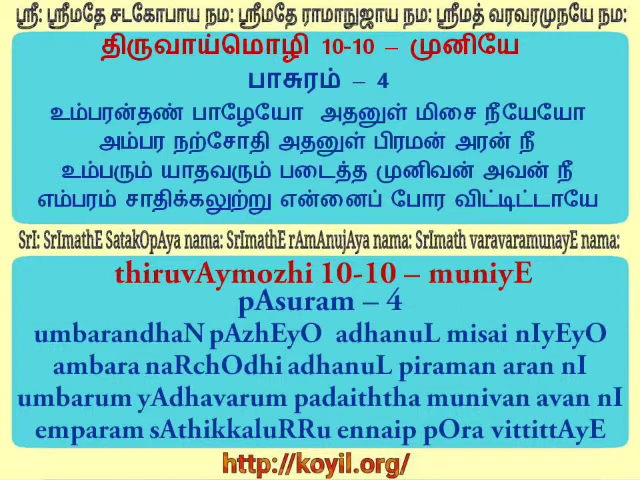 ஸ்ரீ: ஸ்ரீமதே சடகோபாய நம: ஸ்ரீமதே ராமாநுஜாய நம: ஸ்ரீமத் வரவரமுநயே நம:
திருவாய்மொழி 10-10 – முனியே
பாசுரம் – 4
உம்பரன்தண் பாழேயோ அதனுள் மிசை நீயேயோ
அம்பர நற்சோதி அதனுள் பிரமன் அரன் நீ
உம்பரும் யாதவரும் படைத்த முனிவன் அவன் நீ
எம்பரம் சாதிக்கலுற்று என்னைப் போர விட்டிட்டாயே
SrI: SrImathE SatakOpAya nama: SrImathE rAmAnujAya nama: SrImath varavaramunayE nama:
thiruvAymozhi 10-10 – muniyE
pAsuram – 4
umbarandhaN pAzhEyO adhanuL misai nIyEyO
ambara naRchOdhi adhanuL piraman aran nI
umbarum yAdhavarum padaiththa munivan avan nI
emparam sAthikkaluRRu ennaip pOra vittittAyE
http://koyil.org/